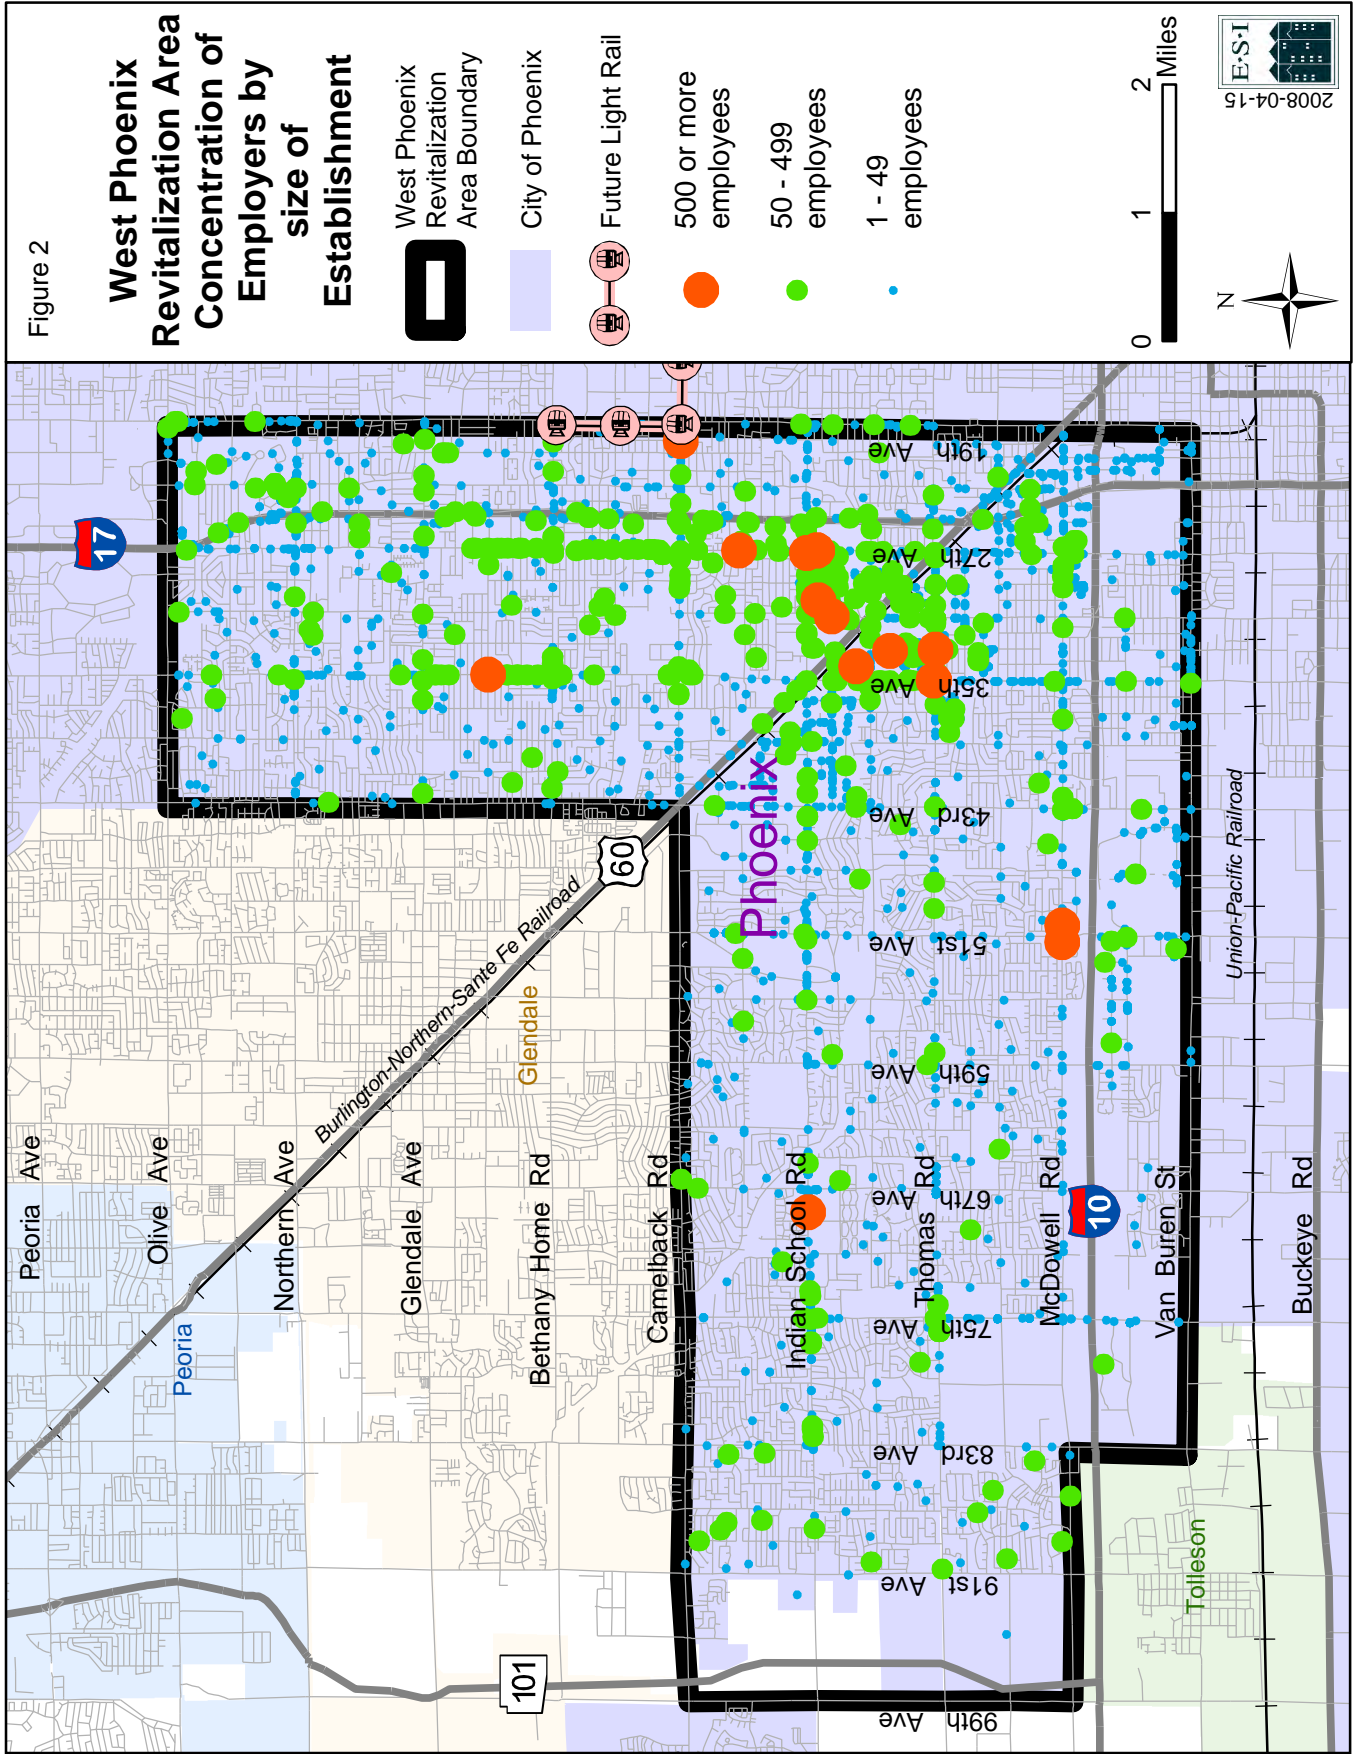 Figure 2
West Phoenix
Revitalization Area
Concentration of
Employers by
size of
Establishment
West Phoenix
Revitalization
Area Boundary
City of Phoenix
Future Light Rail
500 or more
employees
50 - 499
employees
1 - 49
employees
0 1 2
Miles
N
E·S·I
2008-04-15
17
60
101
10
Peoria Ave
Olive Ave
Northern Ave
Glendale Ave
Bethany Home Rd
Camelback Rd
Indian School Rd
Thomas Rd
McDowell Rd
Van Buren St
Buckeye Rd
99th Ave
91st Ave
83rd Ave
75th Ave
67th Ave
59th Ave
51st Ave
43rd Ave
35th Ave
27th Ave
19th Ave
Burlington-Northern-Sante Fe Railroad
Union-Pacific Railroad
Peoria
Glendale
Phoenix
Tolleson